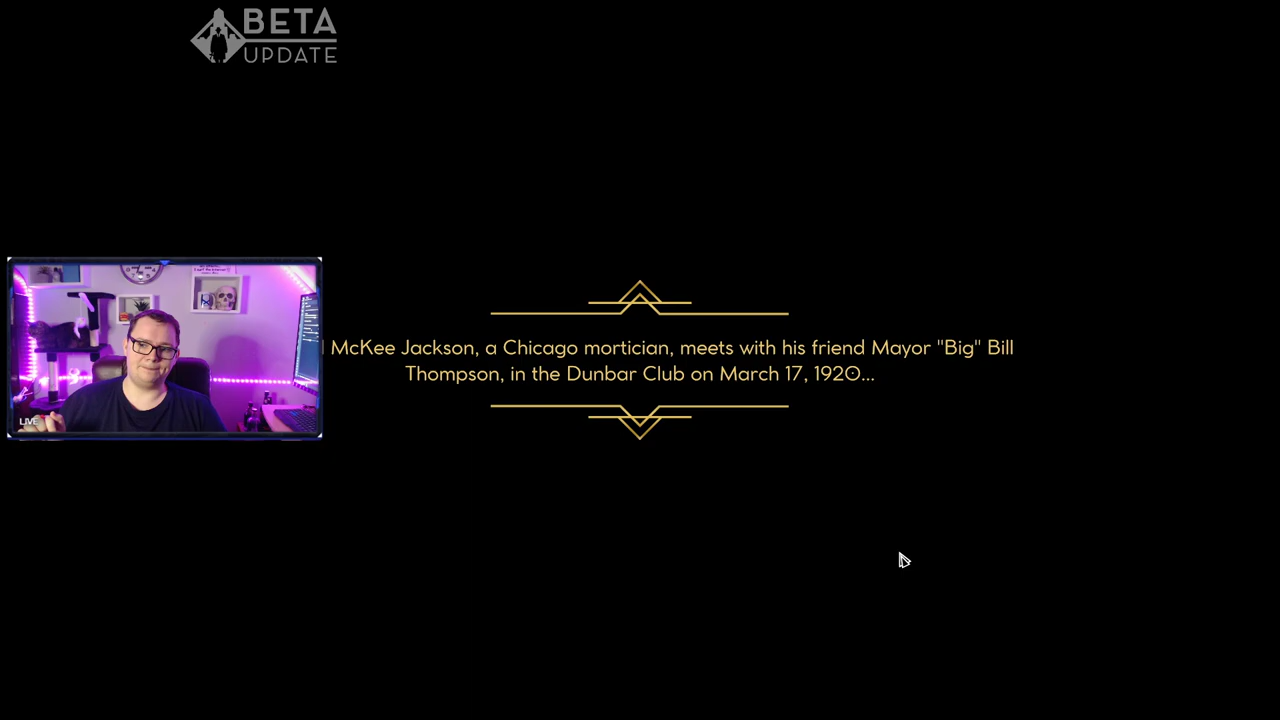 BETA
UPDATE
McKee Jackson, a Chicago mortician, meets with his friend Mayor "Big" Bill
Thompson, in the Dunbar Club on March 17, 1920...
LIVE